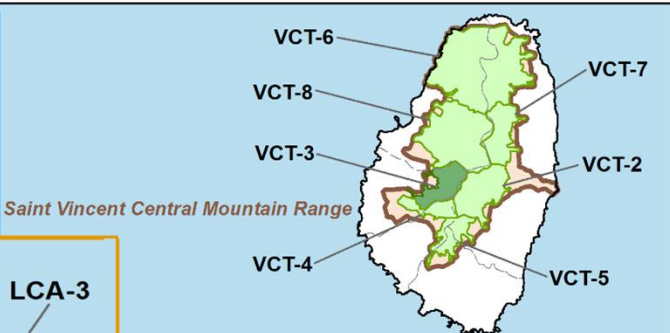 VCT-6
VCT-7
VCT-8
VCT-3
VCT-2
Saint Vincent Central Mountain Range
VCT-4
VCT-5
LCA-3